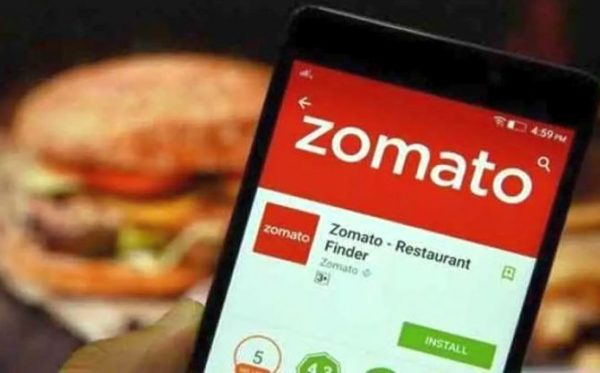 4:59 PM
zomato
zomato
Zomato - Restaurant
Finder
Zomato
3+
INSTALL
5
4.3